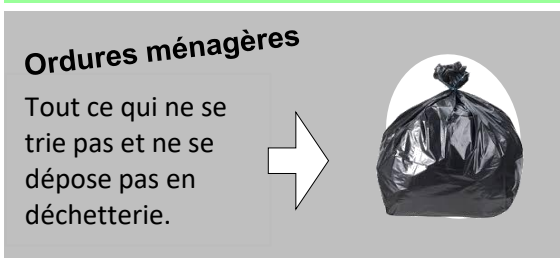 Ordures ménagères
Tout ce qui ne se
trie pas et ne se
dépose pas en
déchetterie.